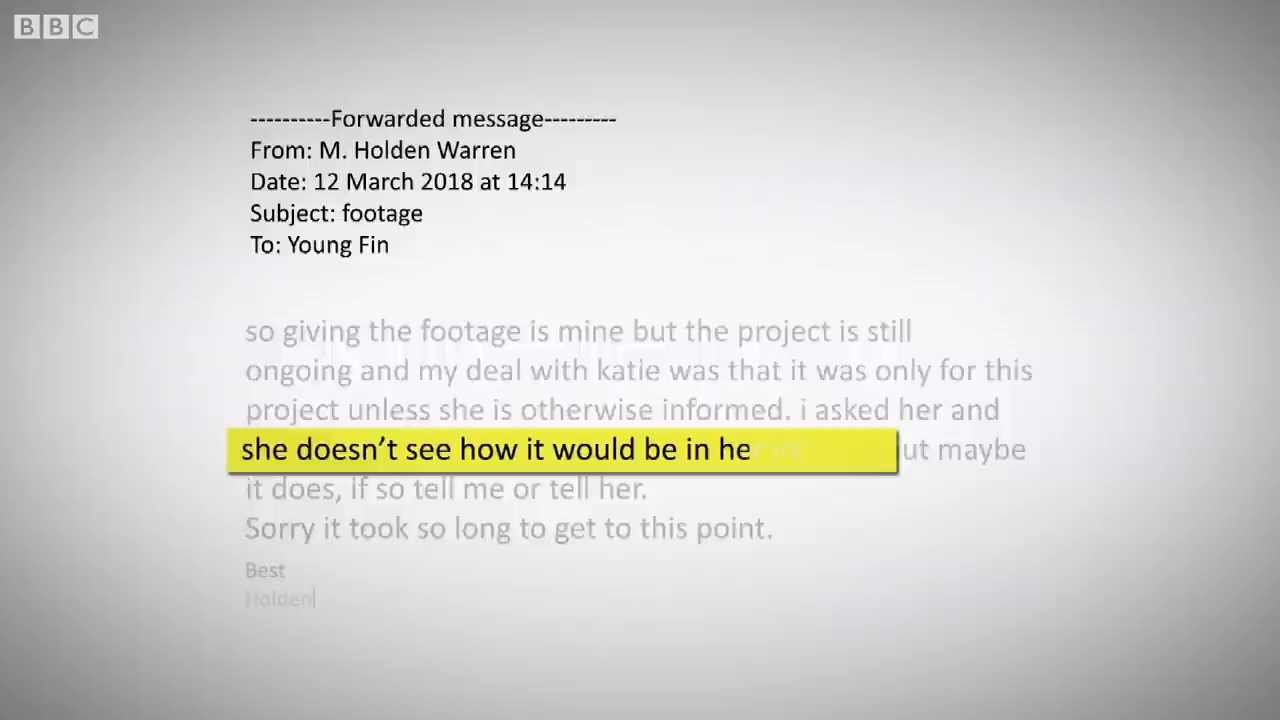 BBC
----------Forwarded message---------
From: M. Holden Warren
Date: 12 March 2018 at 14:14
Subject: footage
To: Young Fin
so giving the footage is mine but the project is still
ongoing and my deal with katie was that it was only for this
project unless she is otherwise informed. i asked her and
she doesn't see how it would be in he ut maybe
it does, if so tell me or tell her.
Sorry it took so long to get to this point.
Best
Holden